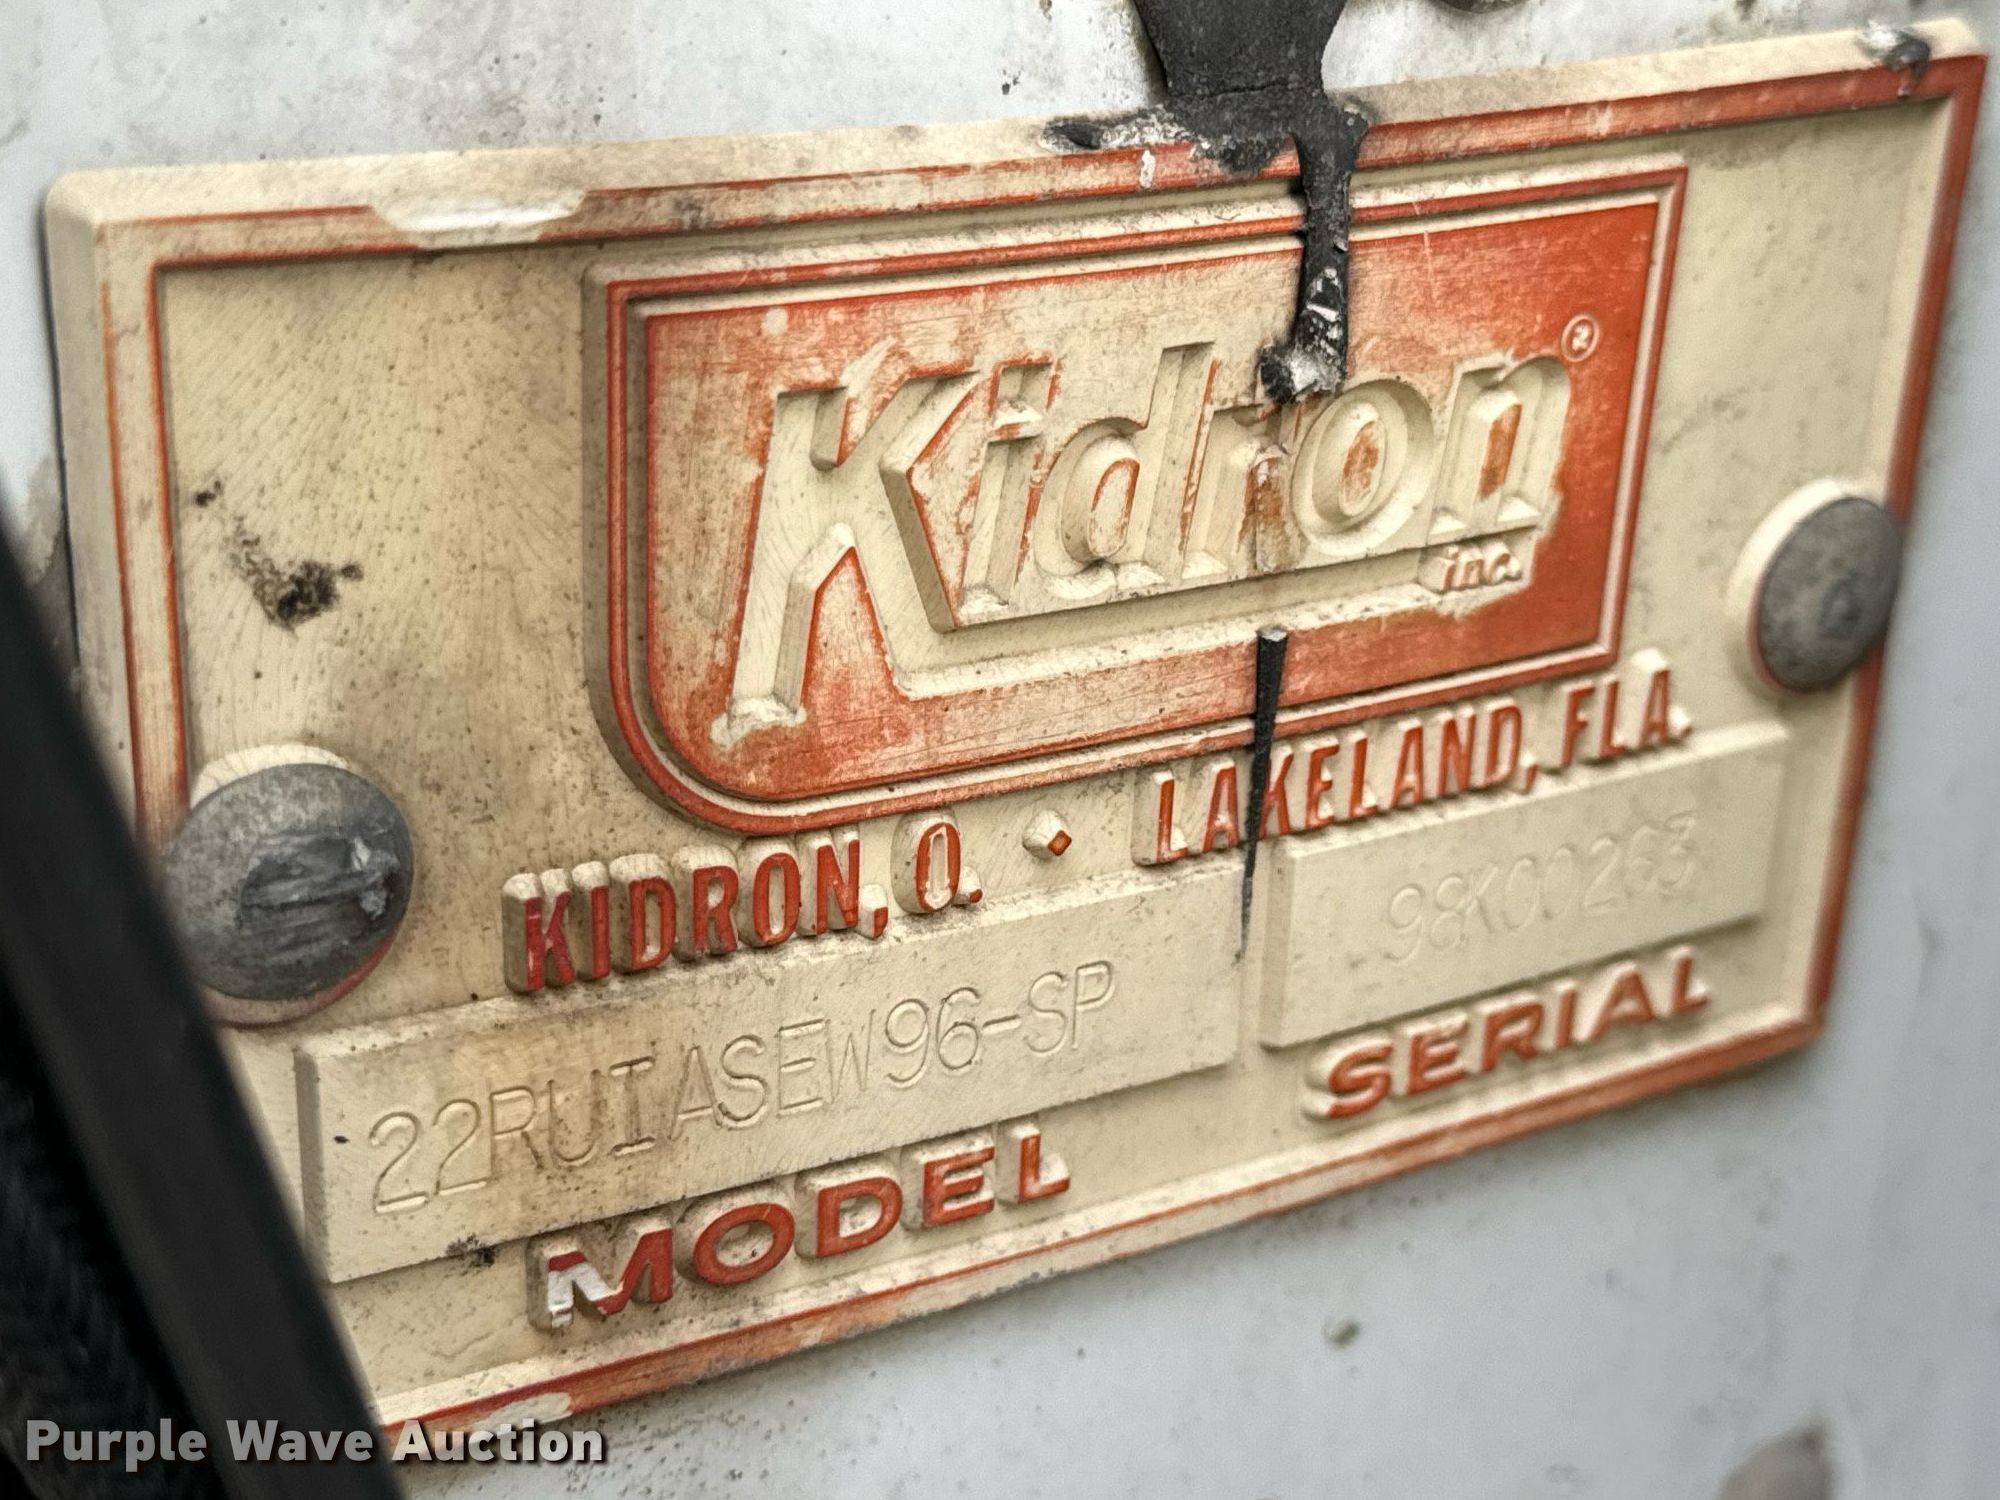 Kidron®
inc.
KIDRON, O. ◆ LAKELAND, FLA.
22RUIASEW96-SP
98K00263
MODEL
SERIAL
Purple Wave Auction